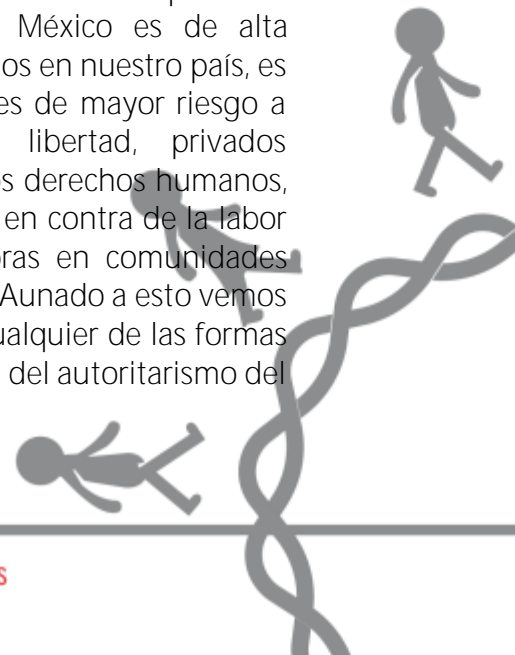 México es de alta
os en nuestro país, es
es de mayor riesgo a
libertad, privados
s derechos humanos,
en contra de la labor
ras en comunidades
Aunado a esto vemos
ualquier de las formas
del autoritarismo del
s